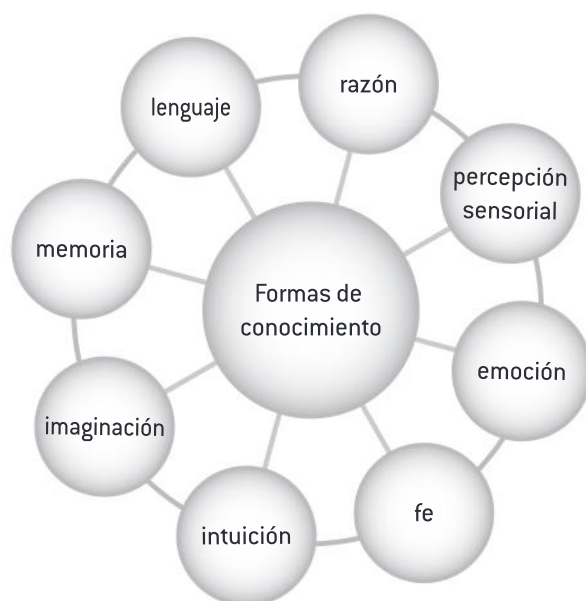 lenguaje
razón
percepción
sensorial
memoria
Formas de
conocimiento
emoción
imaginación
fe
intuición